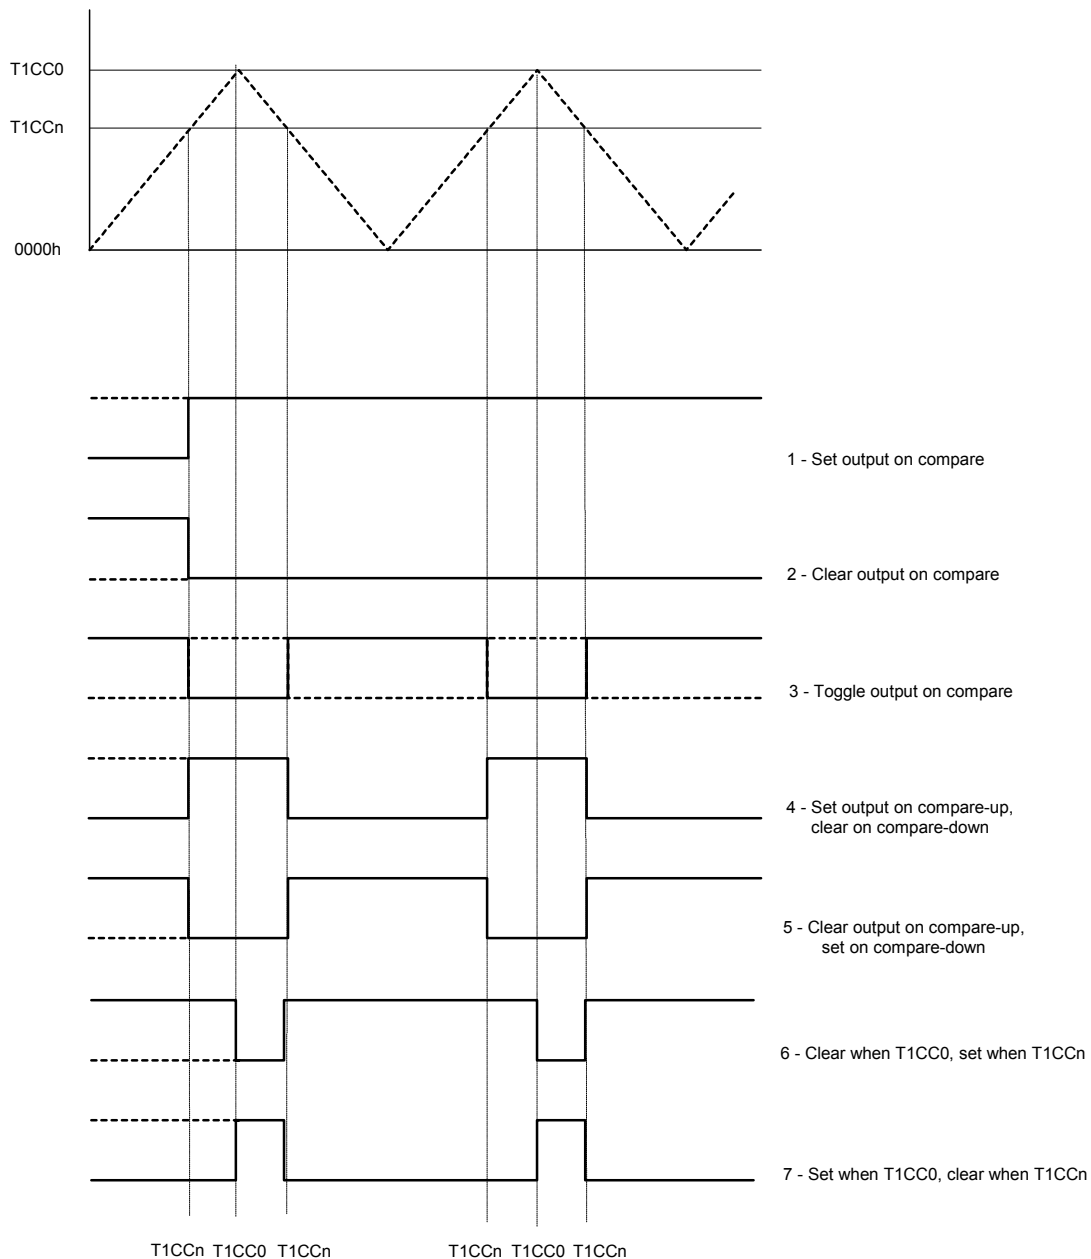 T1CC0
T1CCn
0000h
1 - Set output on compare
2 - Clear output on compare
3 - Toggle output on compare
4 - Set output on compare-up,
clear on compare-down
5 - Clear output on compare-up,
set on compare-down
6 - Clear when T1CC0, set when T1CCn
7 - Set when T1CC0, clear when T1CCn
T1CCn T1CC0 T1CCn T1CCn T1CC0 T1CCn